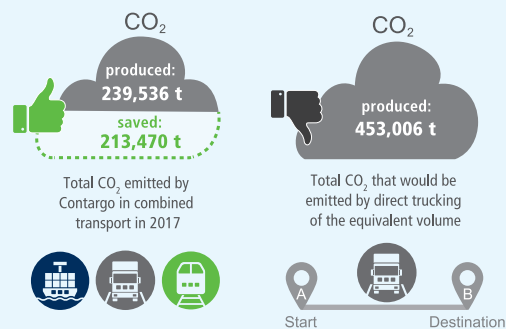 CO₂
produced:
239,536 t
saved:
213,470 t
Total CO₂ emitted by
Contargo in combined
transport in 2017
CO₂
produced:
453,006 t
Total CO₂ that would be
emitted by direct trucking
of the equivalent volume
A
B
Start
Destination